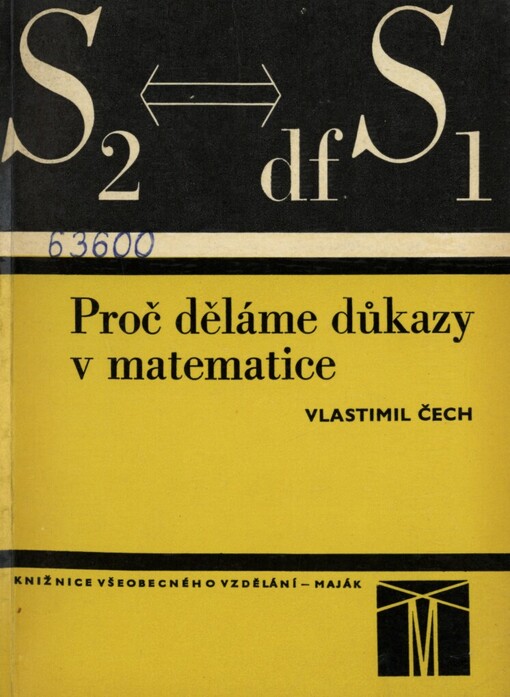 S₂ ⟺ df S₁
63600
Proč děláme důkazy
v matematice
VLASTIMIL ČECH
KNIŽNICE VŠEOBECNÉHO VZDĚLÁNÍ – MAJÁK
M